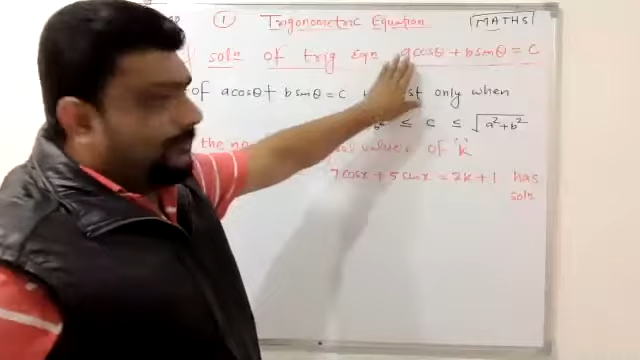 ① Trigonometric Equation MATHS
soln of trig Eqn acosθ + bsinθ = C
of acosθ + bsinθ = C only when
≤ c ≤ √a²+b²
the no values of 'K'
7cosx + 5sinx = 2K + 1 has
soln